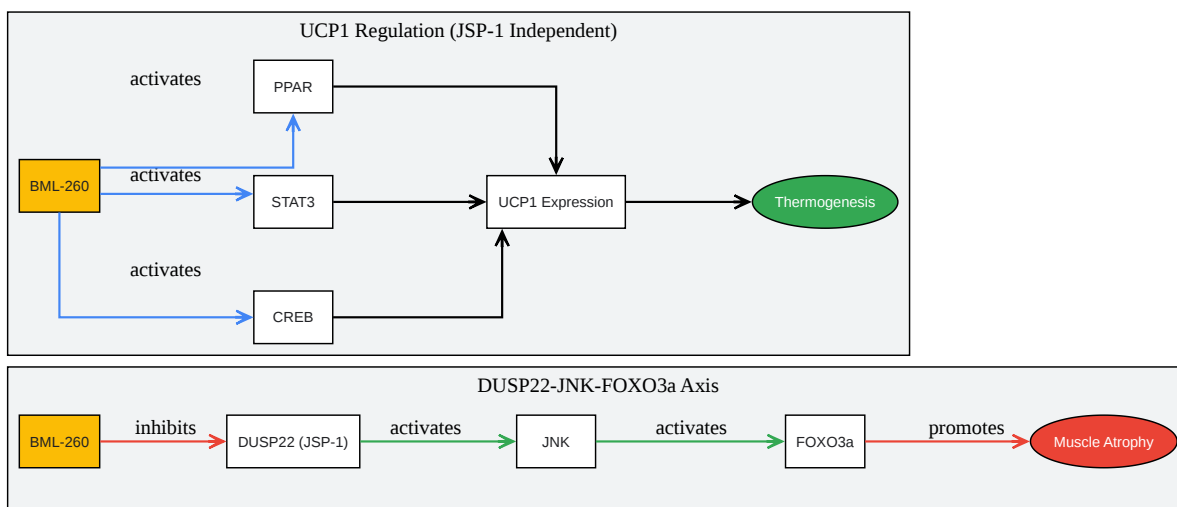 UCP1 Regulation (JSP-1 Independent)
activates
PPAR
BML-260
activates
STAT3
UCP1 Expression
Thermogenesis
activates
CREB
DUSP22-JNK-FOXO3a Axis
BML-260
inhibits
DUSP22 (JSP-1)
activates
JNK
activates
FOXO3a
promotes
Muscle Atrophy